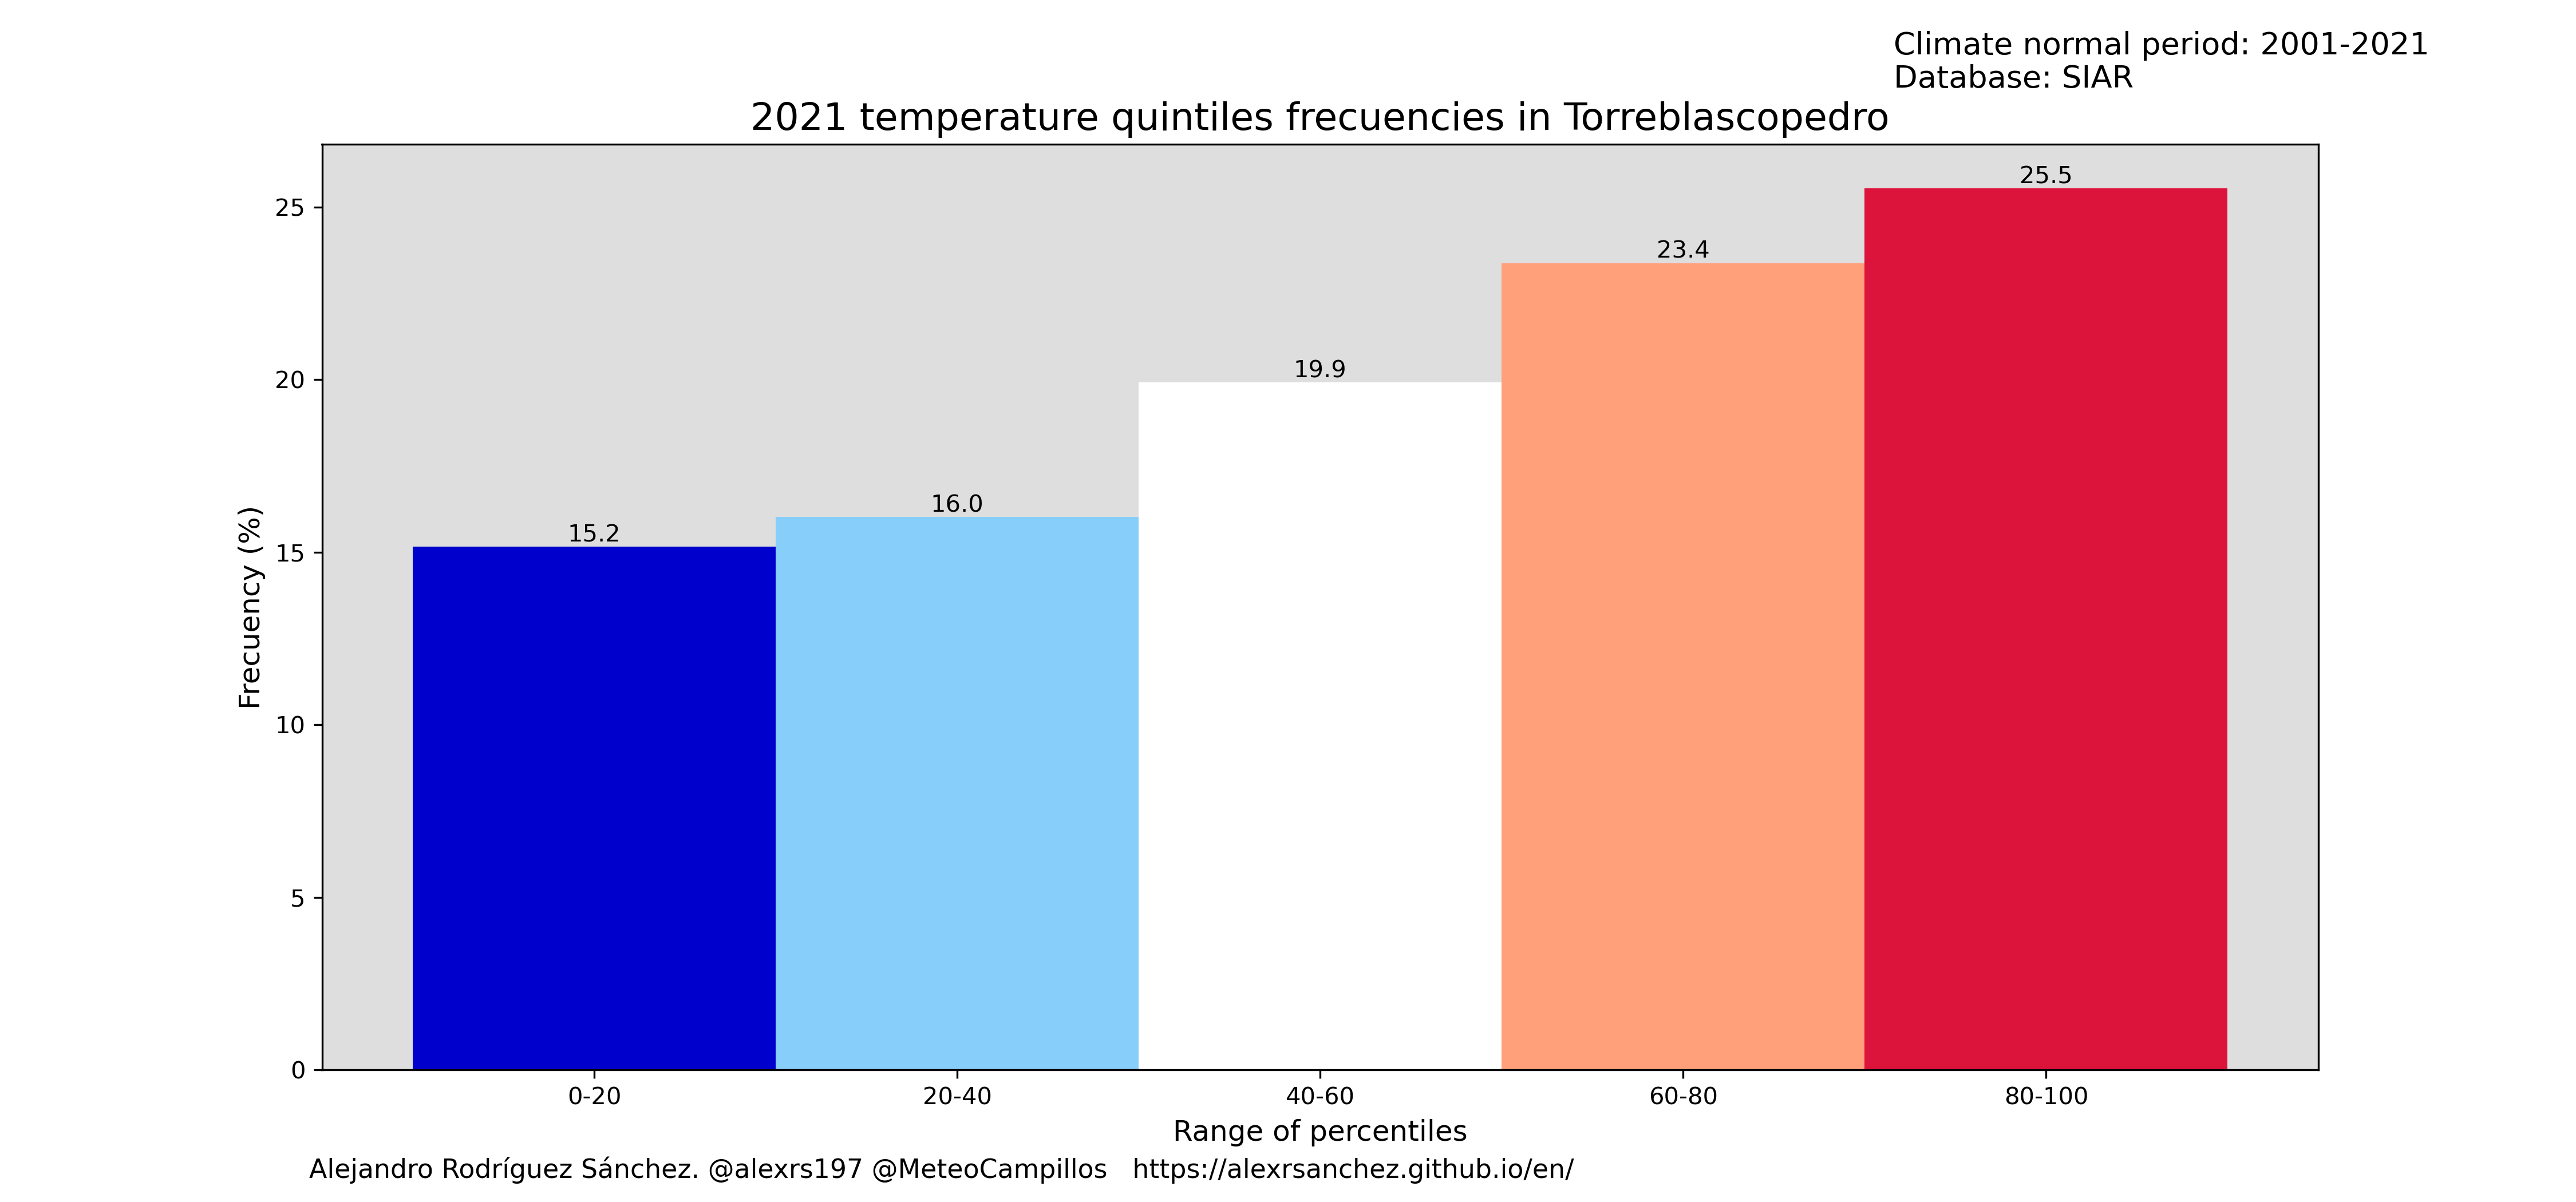 Climate normal period: 2001-2021
Database: SIAR
2021 temperature quintiles frecuencies in Torreblascopedro
25.5
25
23.4
20
19.9
16.0
15.2
15
Frecuency (%)
10
5
0
0-20 20-40 40-60 60-80 80-100
Range of percentiles
Alejandro Rodríguez Sánchez. @alexrs197 @MeteoCampillos https://alexrsanchez.github.io/en/